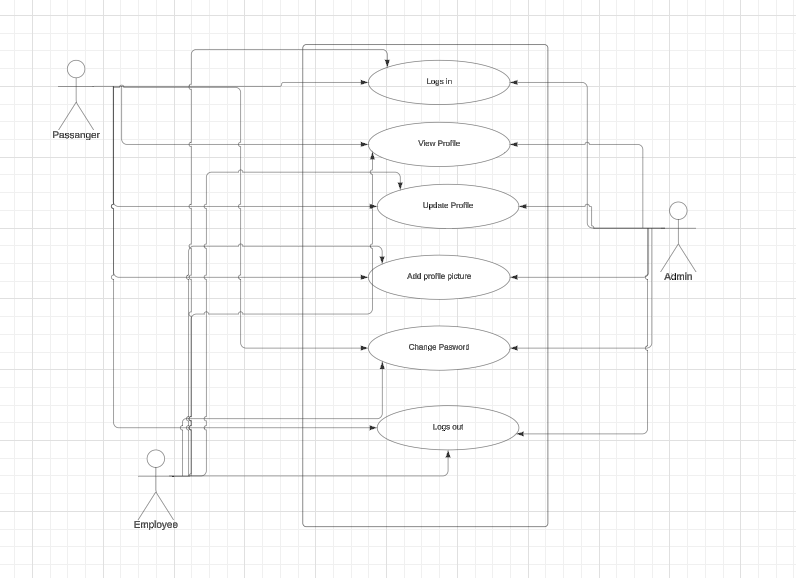 Logs in
Passanger
View Profile
Update Profile
Admin
Add profile picture
Change Pasword
Logs out
Employee